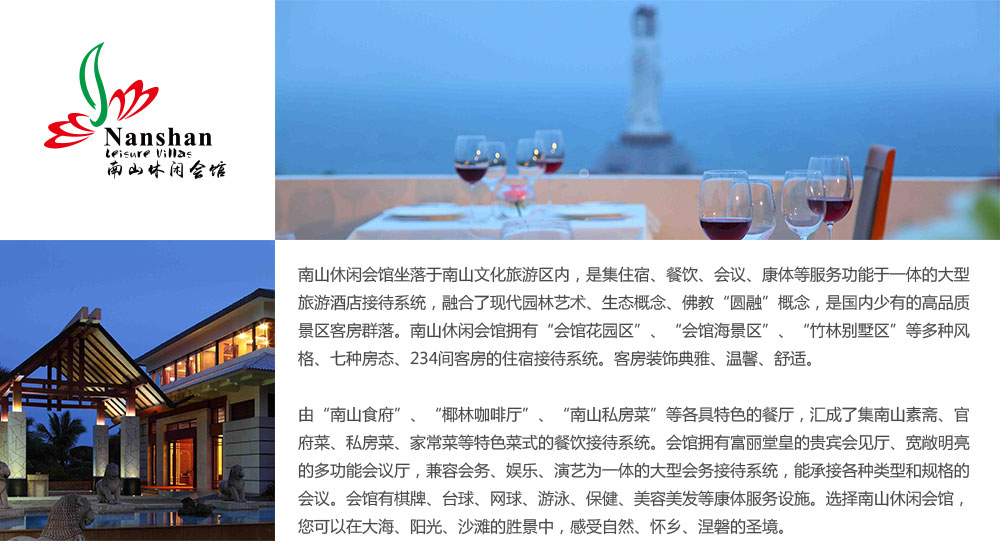 Nanshan
Leisure Villas
南山休闲会馆
南山休闲会馆坐落于南山文化旅游区内，是集住宿、餐饮、会议、康体等服务功能于一体的大型
旅游酒店接待系统，融合了现代园林艺术、生态概念、佛教“圆融”概念，是国内少有的高品质
景区客房群落。南山休闲会馆拥有“会馆花园区”、“会馆海景区”、“竹林别墅区”等多种风
格、七种房态、234间客房的住宿接待系统。客房装饰典雅、温馨、舒适。
由“南山食府”、“椰林咖啡厅”、“南山私房菜”等各具特色的餐厅，汇成了集南山素斋、官
府菜、私房菜、家常菜等特色菜式的餐饮接待系统。会馆拥有富丽堂皇的贵宾会见厅、宽敞明亮
的多功能会议厅，兼容会务、娱乐、演艺为一体的大型会务接待系统，能承接各种类型和规格的
会议。会馆有棋牌、台球、网球、游泳、保健、美容美发等康体服务设施。选择南山休闲会馆，
您可以在大海、阳光、沙滩的胜景中，感受自然、怀乡、涅磐的圣境。